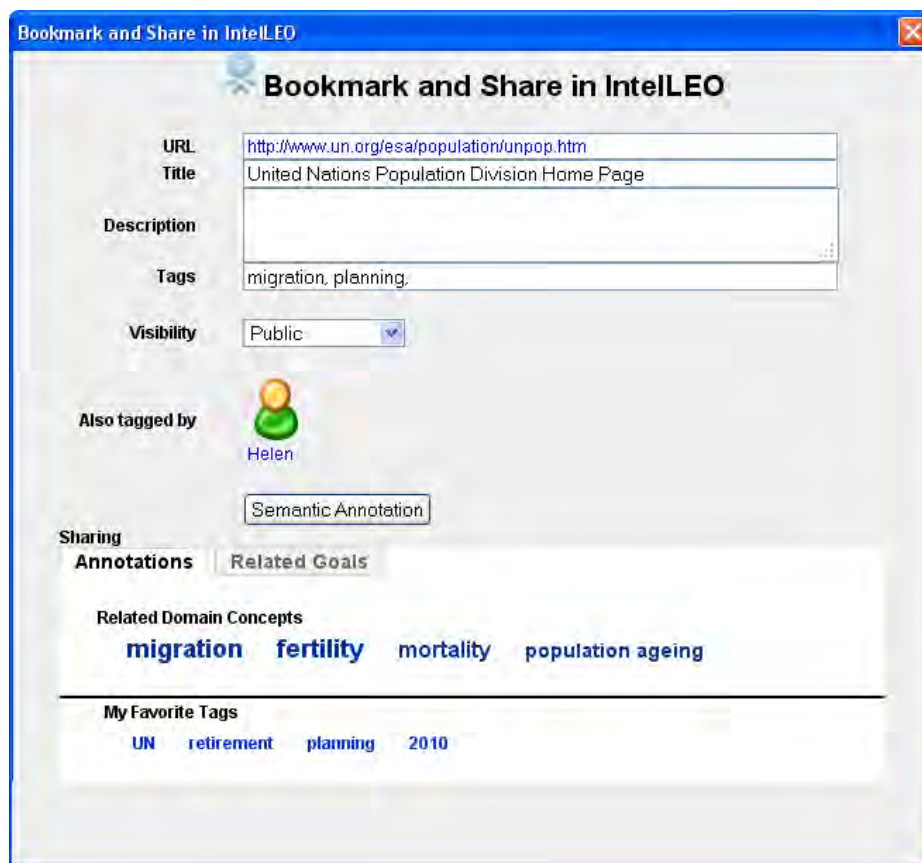 Bookmark and Share in IntelLEO
Bookmark and Share in IntelLEO
URL http://www.un.org/esa/population/unpop.htm
Title United Nations Population Division Home Page
Description
Tags migration, planning,
Visibility Public
Also tagged by
Helen
Semantic Annotation
Sharing
Annotations Related Goals
Related Domain Concepts
migration fertility mortality population ageing
My Favorite Tags
UN retirement planning 2010